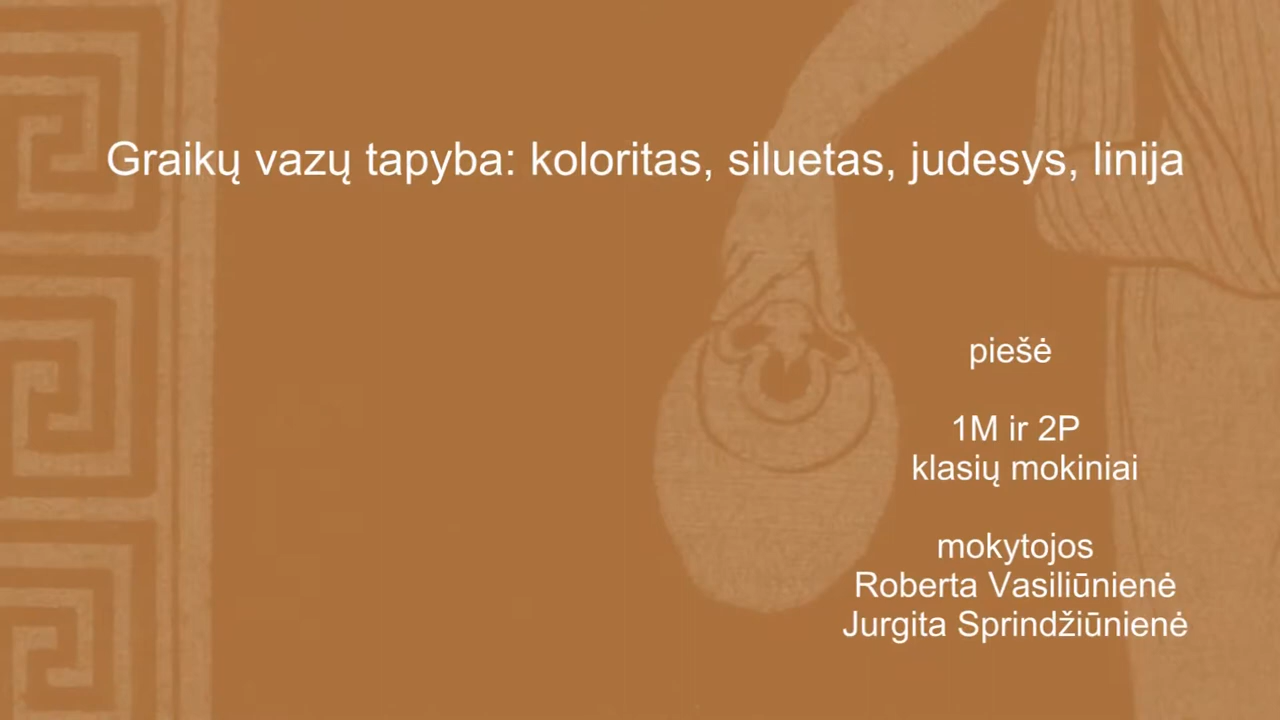 Graikų vazų tapyba: koloritas, siluetas, judesys, linija
piešė
1M ir 2P
klasių mokiniai
mokytojos
Roberta Vasiliūnienė
Jurgita Sprindžiūnienė